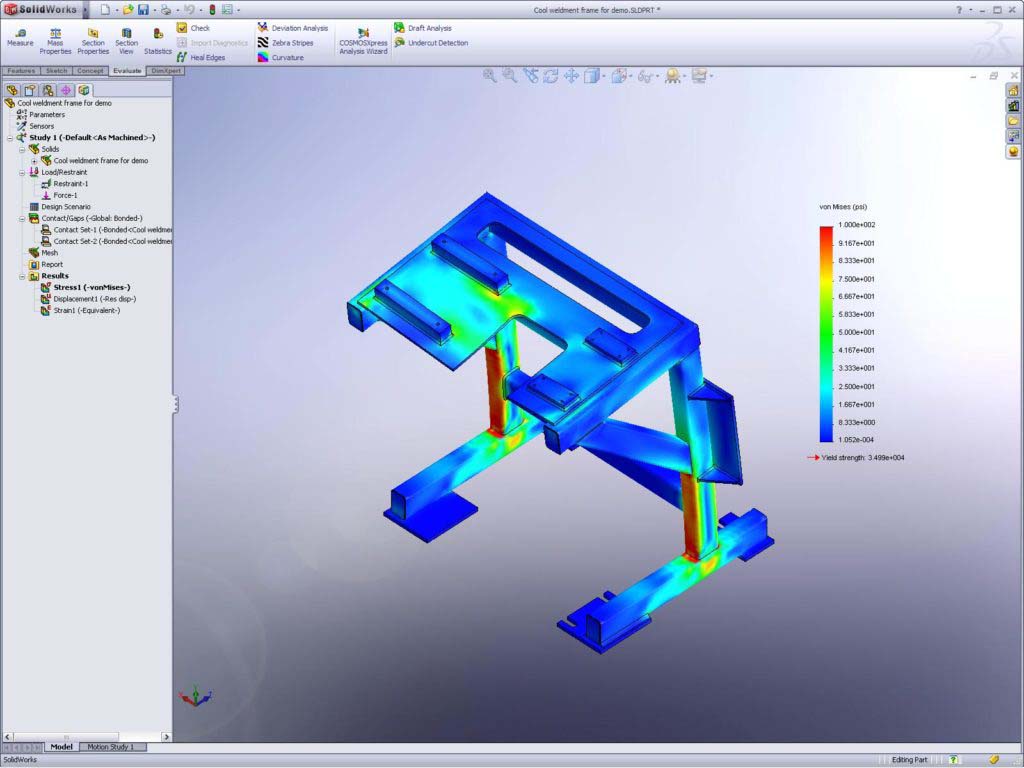 SolidWorks
Cool weldment frame for demo.SLDPRT *
Measure
Mass Properties
Section Properties
Section View
Statistics
Check
Import Diagnostics
Heal Edges
Deviation Analysis
Zebra Stripes
Curvature
COSMOSXpress Analysis Wizard
Draft Analysis
Undercut Detection
Features
Sketch
Concept
Evaluate
DimXpert
Cool weldment frame for demo
Parameters
Sensors
Study 1 (-Default<As Machined>-)
Solids
Cool weldment frame for demo
Load/Restraint
Restraint-1
Force-1
Design Scenario
Contact/Gaps (-Global: Bonded-)
Contact Set-1 (-Bonded<Cool weldme
Contact Set-2 (-Bonded<Cool weldme
Mesh
Report
Results
Stress1 (-vonMises-)
Displacement1 (-Res disp-)
Strain1 (-Equivalent-)
von Mises (psi)
1.000e+002
9.167e+001
8.333e+001
7.500e+001
6.667e+001
5.833e+001
5.000e+001
4.167e+001
3.333e+001
2.500e+001
1.667e+001
8.333e+000
1.052e-004
Yield strength: 3.499e+004
Model
Motion Study 1
SolidWorks
Editing Part